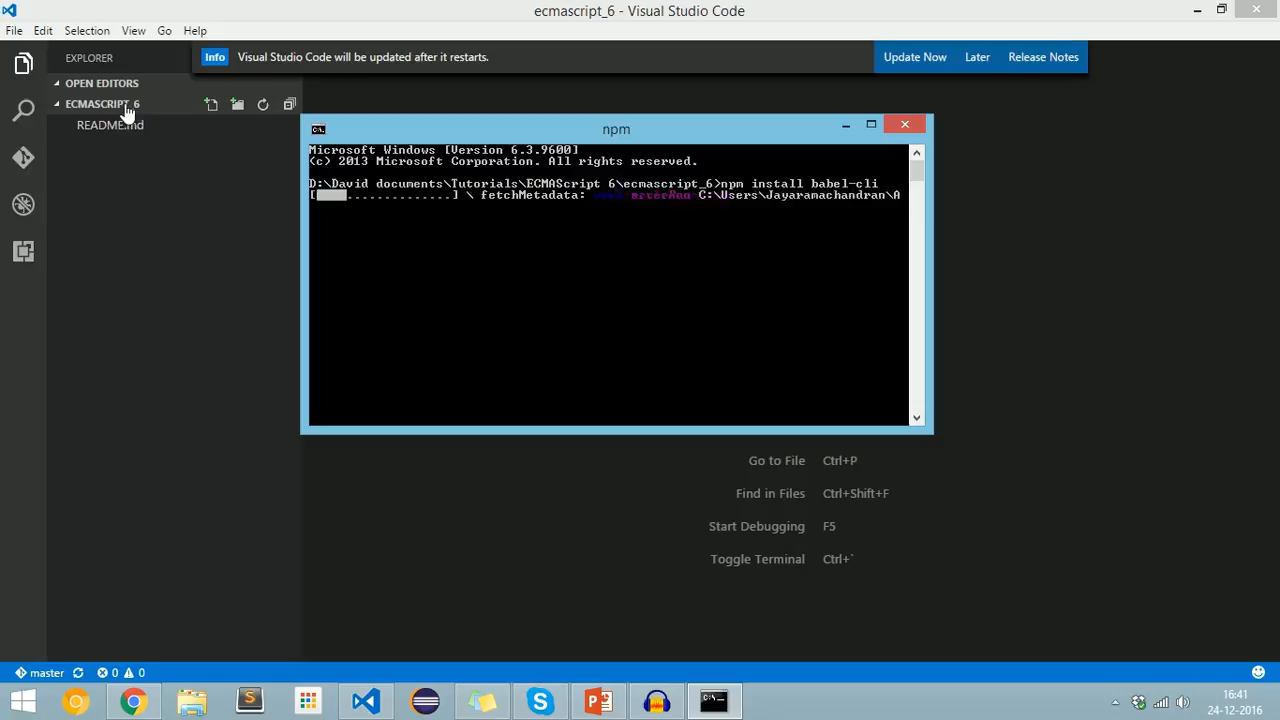 ecmascript_6 - Visual Studio Code
File Edit Selection View Go Help
EXPLORER
Info Visual Studio Code will be updated after it restarts. Update Now Later Release Notes
OPEN EDITORS
ECMASCRIPT_6
README.md
npm
C:\
Microsoft Windows [Version 6.3.9600]
(c) 2013 Microsoft Corporation. All rights reserved.
D:\David documents\Tutorials\ECMAScript 6\ecmascript_6>npm install babel-cli
[ ..............] \ fetchMetadata: afterAdd C:\Users\Jayaramachandran\A
Go to File Ctrl+P
Find in Files Ctrl+Shift+F
Start Debugging F5
Toggle Terminal Ctrl+`
master 0 0
16:41
24-12-2016